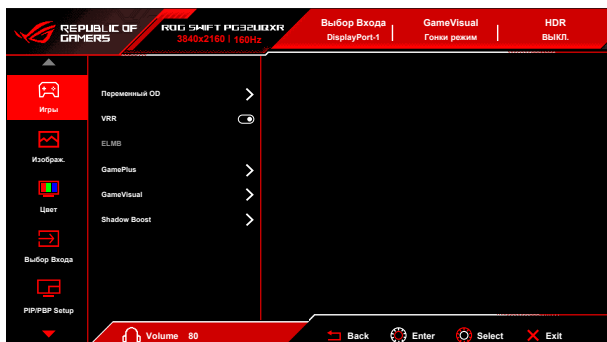 REPUBLIC OF
GAMERS
ROG SWIFT PG32UQXR
3840x2160 | 160Hz
Выбор Входа
DisplayPort-1
GameVisual
Гонки режим
HDR
ВЫКЛ.
Игры
Изображ.
Цвет
Выбор Входа
PIP/PBP Setup
Переменный OD
VRR
ELMB
GamePlus
GameVisual
Shadow Boost
Volume 80
Back
Enter
Select
Exit